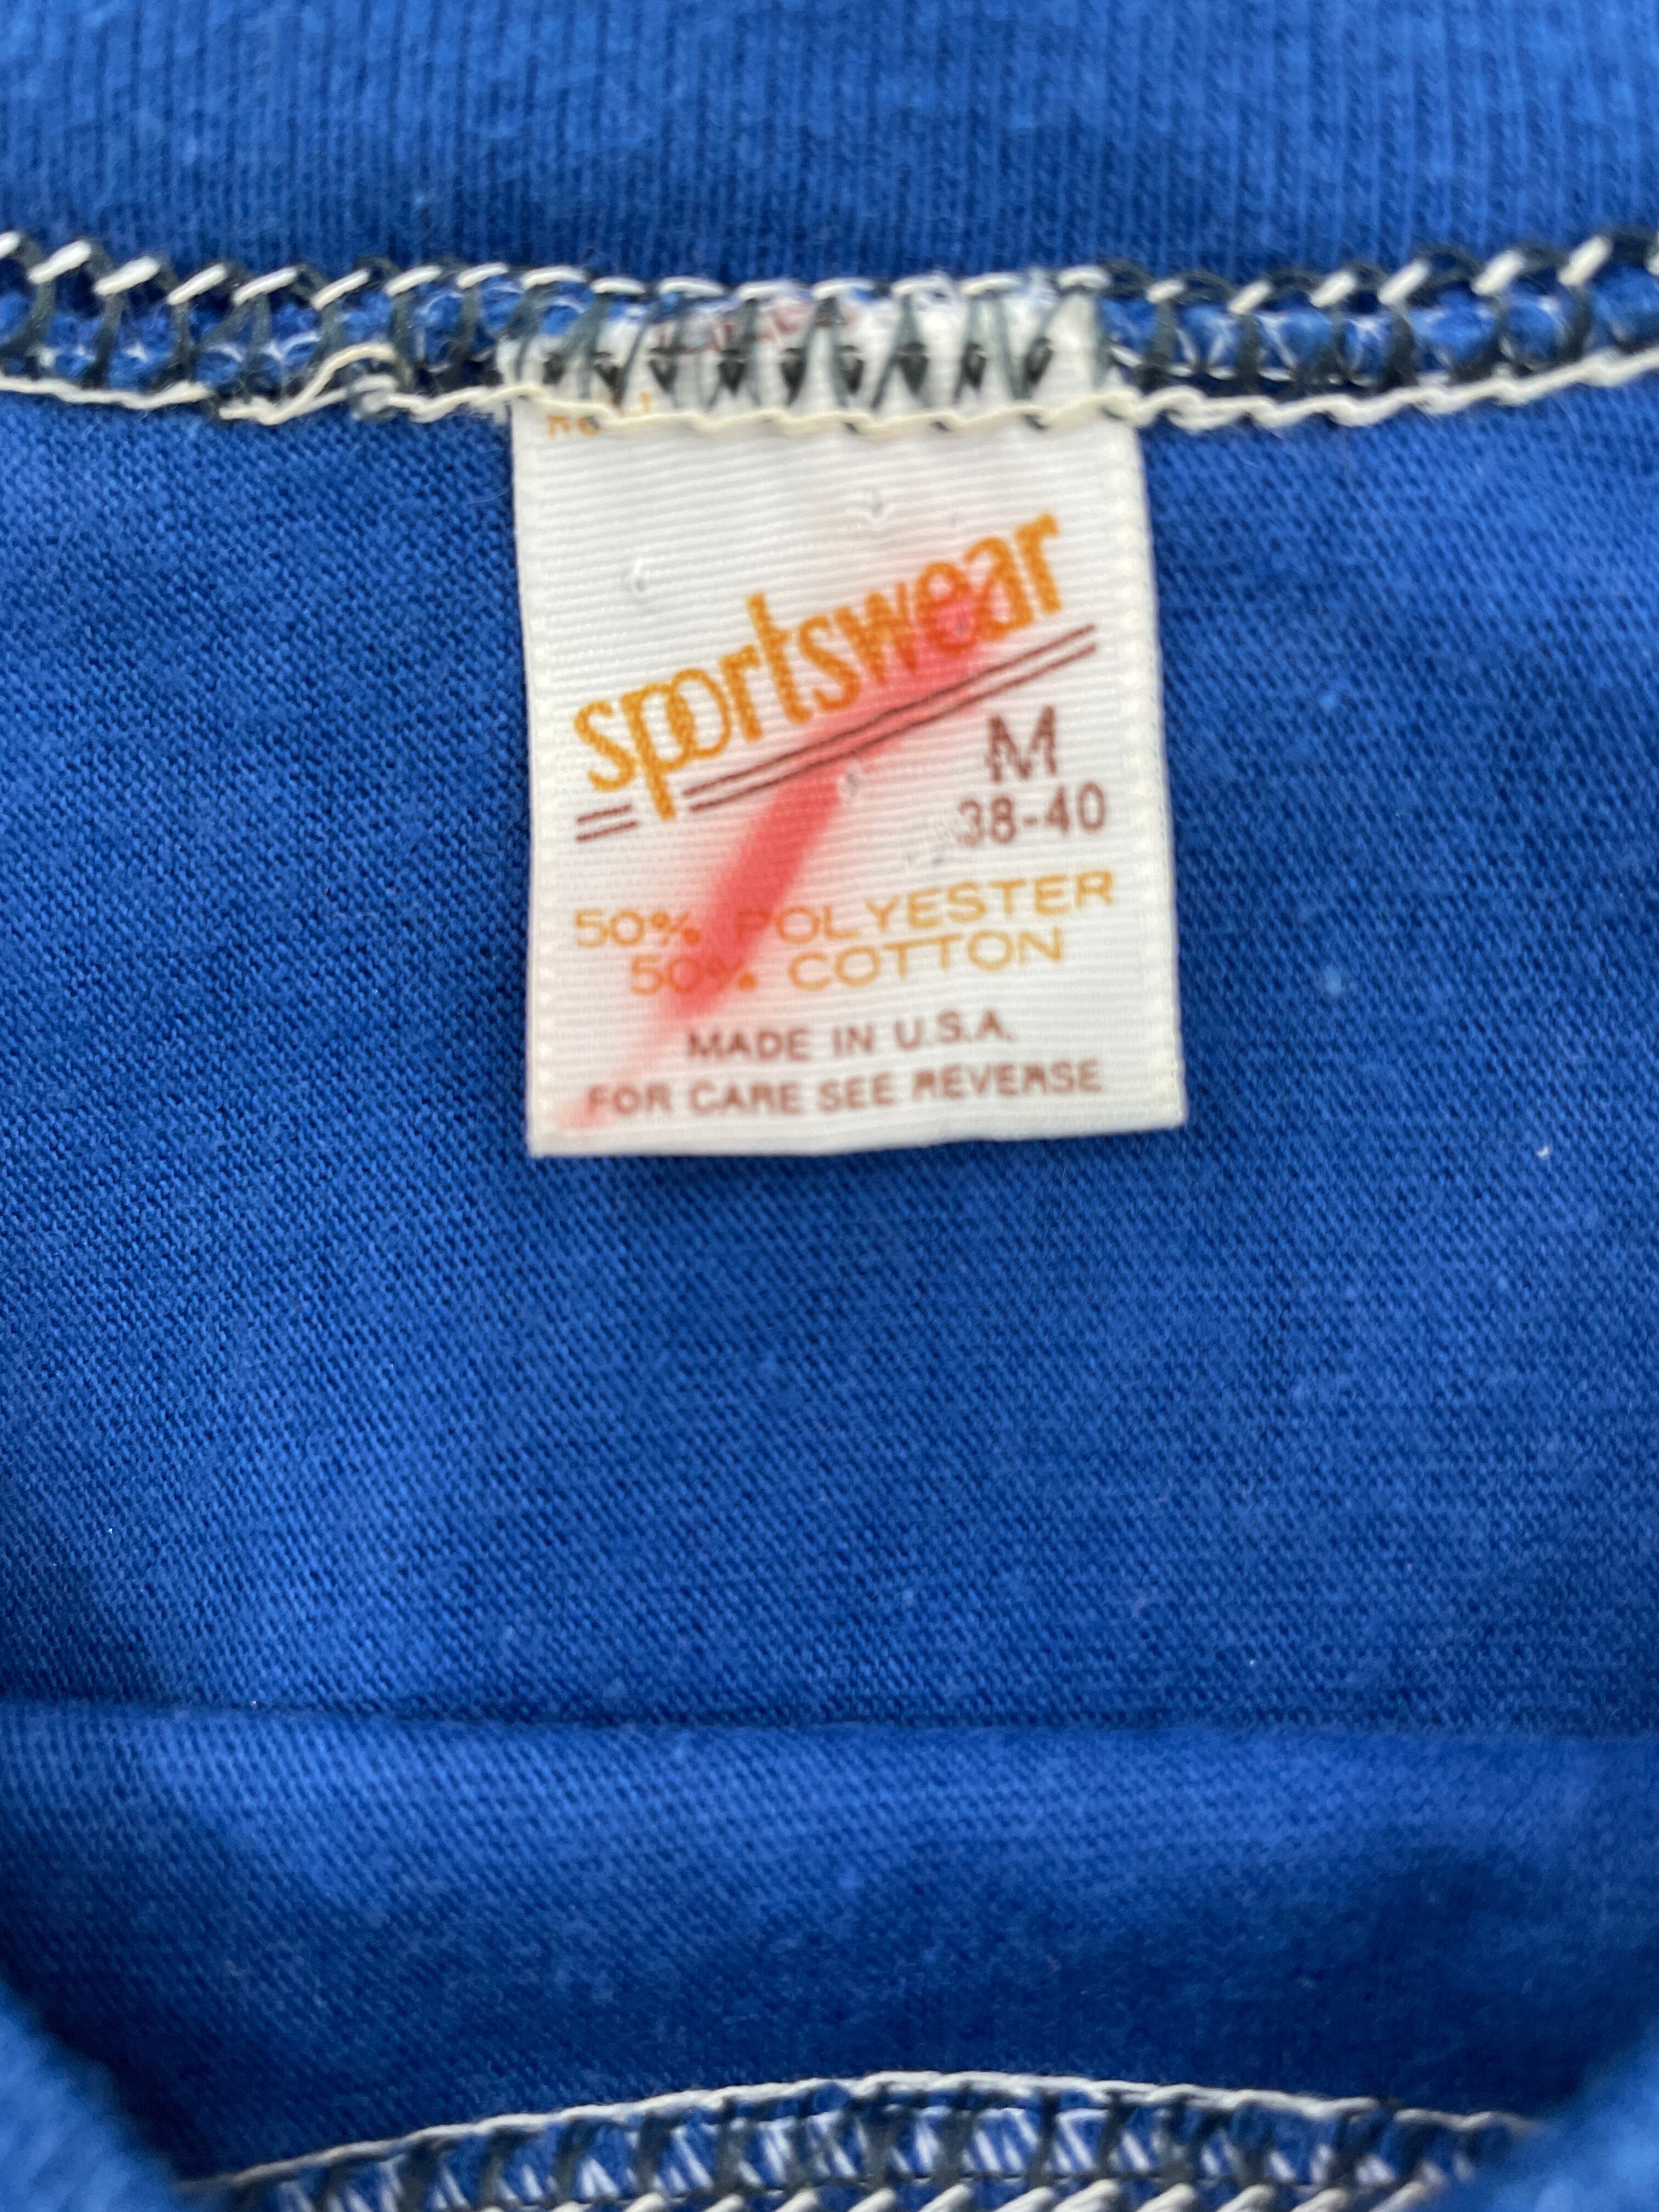 sportswear
M
38-40
50% POLYESTER
50% COTTON
MADE IN U.S.A.
FOR CARE SEE REVERSE